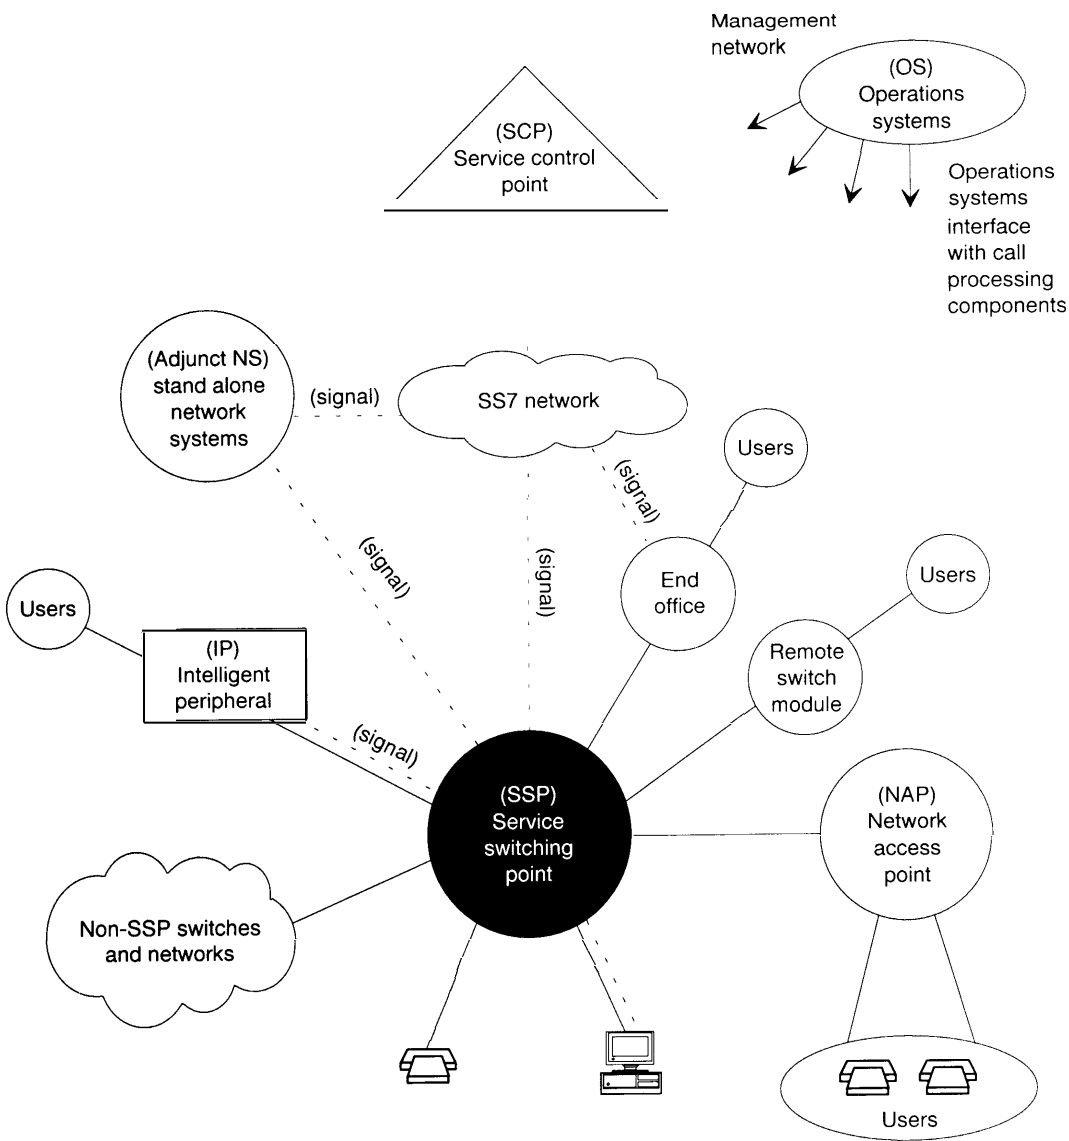 Management
network
(OS)
Operations
systems
(SCP)
Service control
point
Operations
systems
interface
with call
processing
components
(Adjunct NS)
stand alone
network
systems
(signal)
SS7 network
Users
(signal)
(signal)
(signal)
End
office
Users
Users
(IP)
Intelligent
peripheral
Remote
switch
module
(signal)
(SSP)
Service
switching
point
(NAP)
Network
access
point
Non-SSP switches
and networks
Users